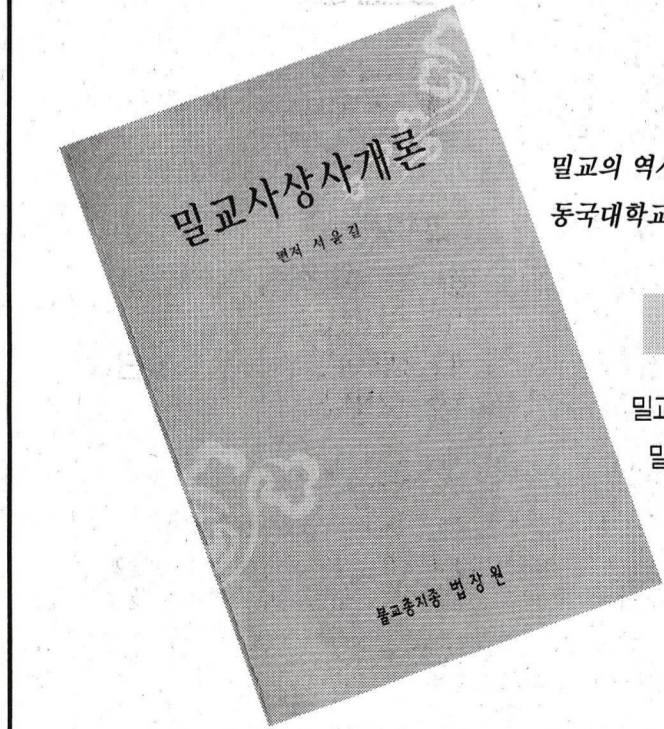 밀교사상사개론
편저 서윤길
불교총지종 법장원
밀교의 역사
동국대학교
밀교
밀